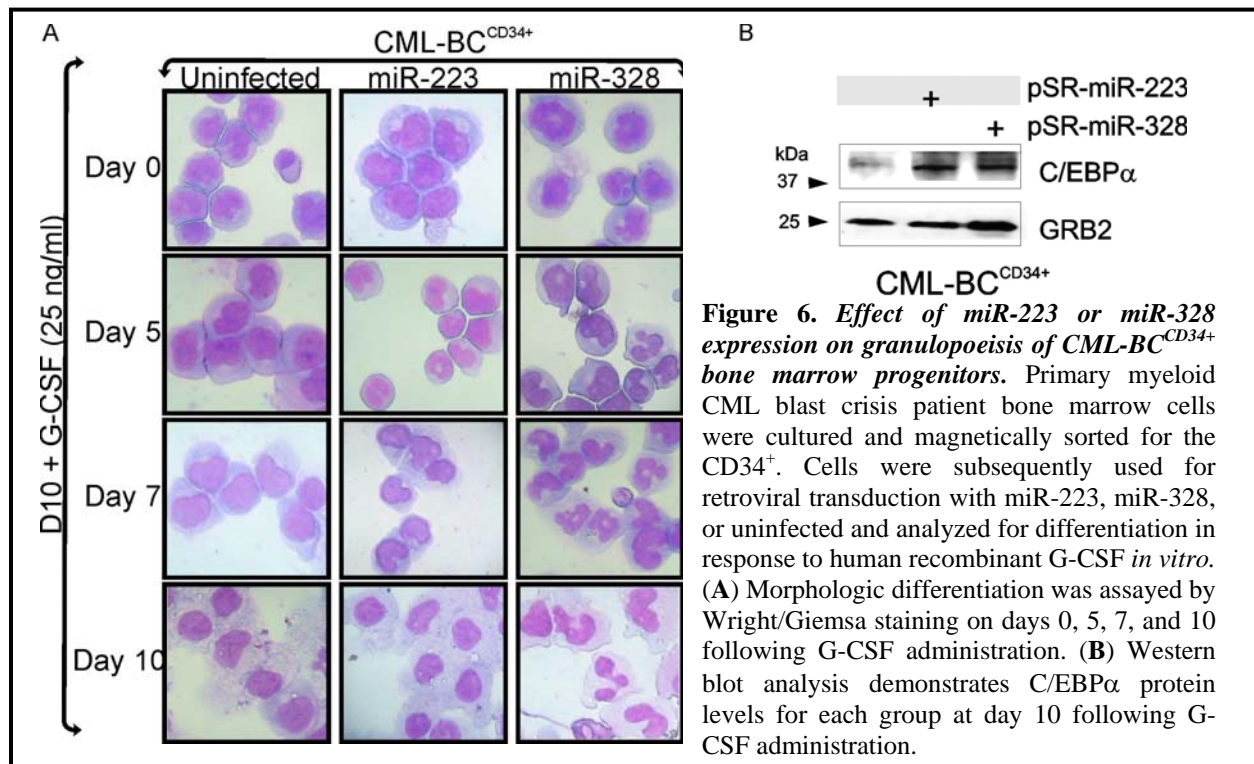 A
CML-BC^CD34+
Uninfected miR-223 miR-328
D10 + G-CSF (25 ng/ml)
Day 0
Day 5
Day 7
Day 10
B
+ pSR-miR-223
+ pSR-miR-328
kDa
37
C/EBPα
25
GRB2
CML-BC^CD34+
Figure 6. Effect of miR-223 or miR-328
expression on granulopoeisis of CML-BC^CD34+
bone marrow progenitors. Primary myeloid
CML blast crisis patient bone marrow cells
were cultured and magnetically sorted for the
CD34+. Cells were subsequently used for
retroviral transduction with miR-223, miR-328,
or uninfected and analyzed for differentiation in
response to human recombinant G-CSF in vitro.
(A) Morphologic differentiation was assayed by
Wright/Giemsa staining on days 0, 5, 7, and 10
following G-CSF administration. (B) Western
blot analysis demonstrates C/EBPα protein
levels for each group at day 10 following G-
CSF administration.